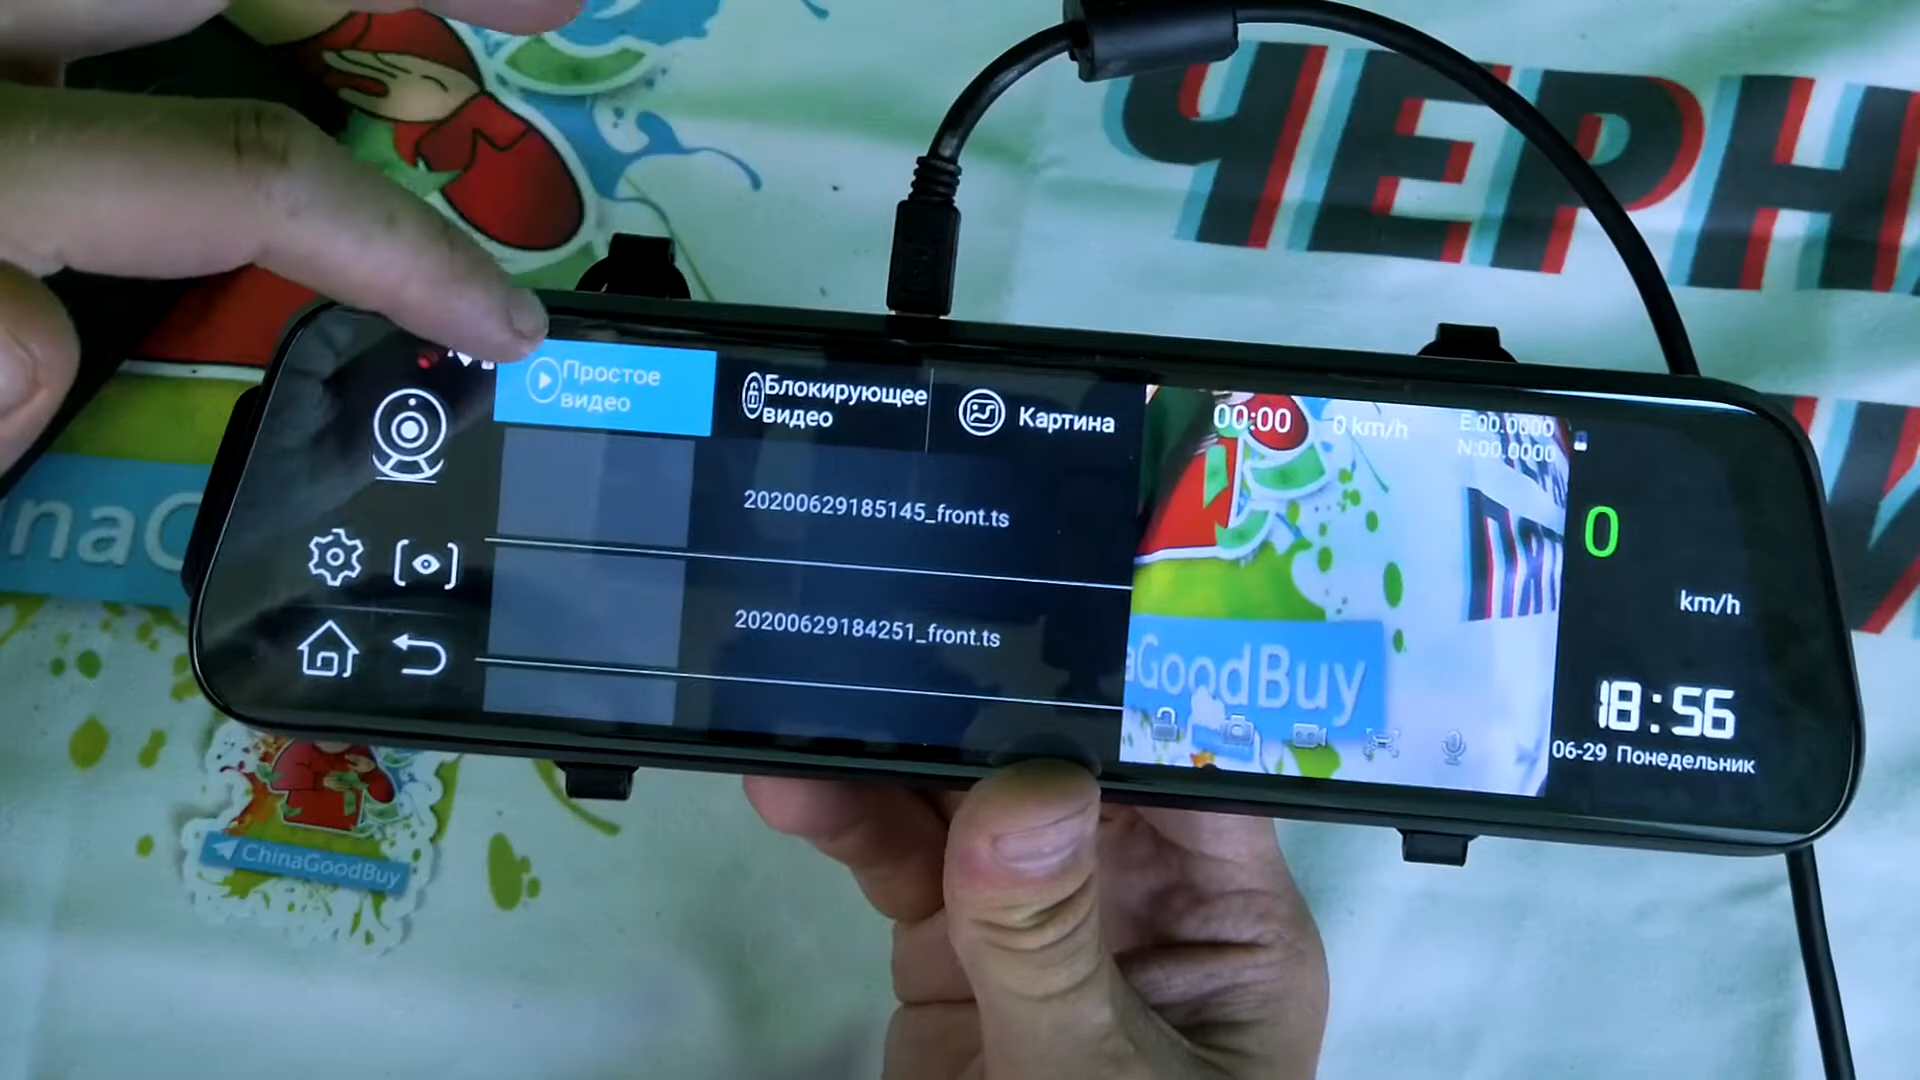 ЧЕРН
Простое
видео
Блокирующее
видео
Картина
20200629185145_front.ts
20200629184251_front.ts
00:00
0 km/h
E:00.0000
N:00.0000
ПЯТ
GoodBuy
0
km/h
18:56
06-29 Понедельник
ChinaGoodBuy